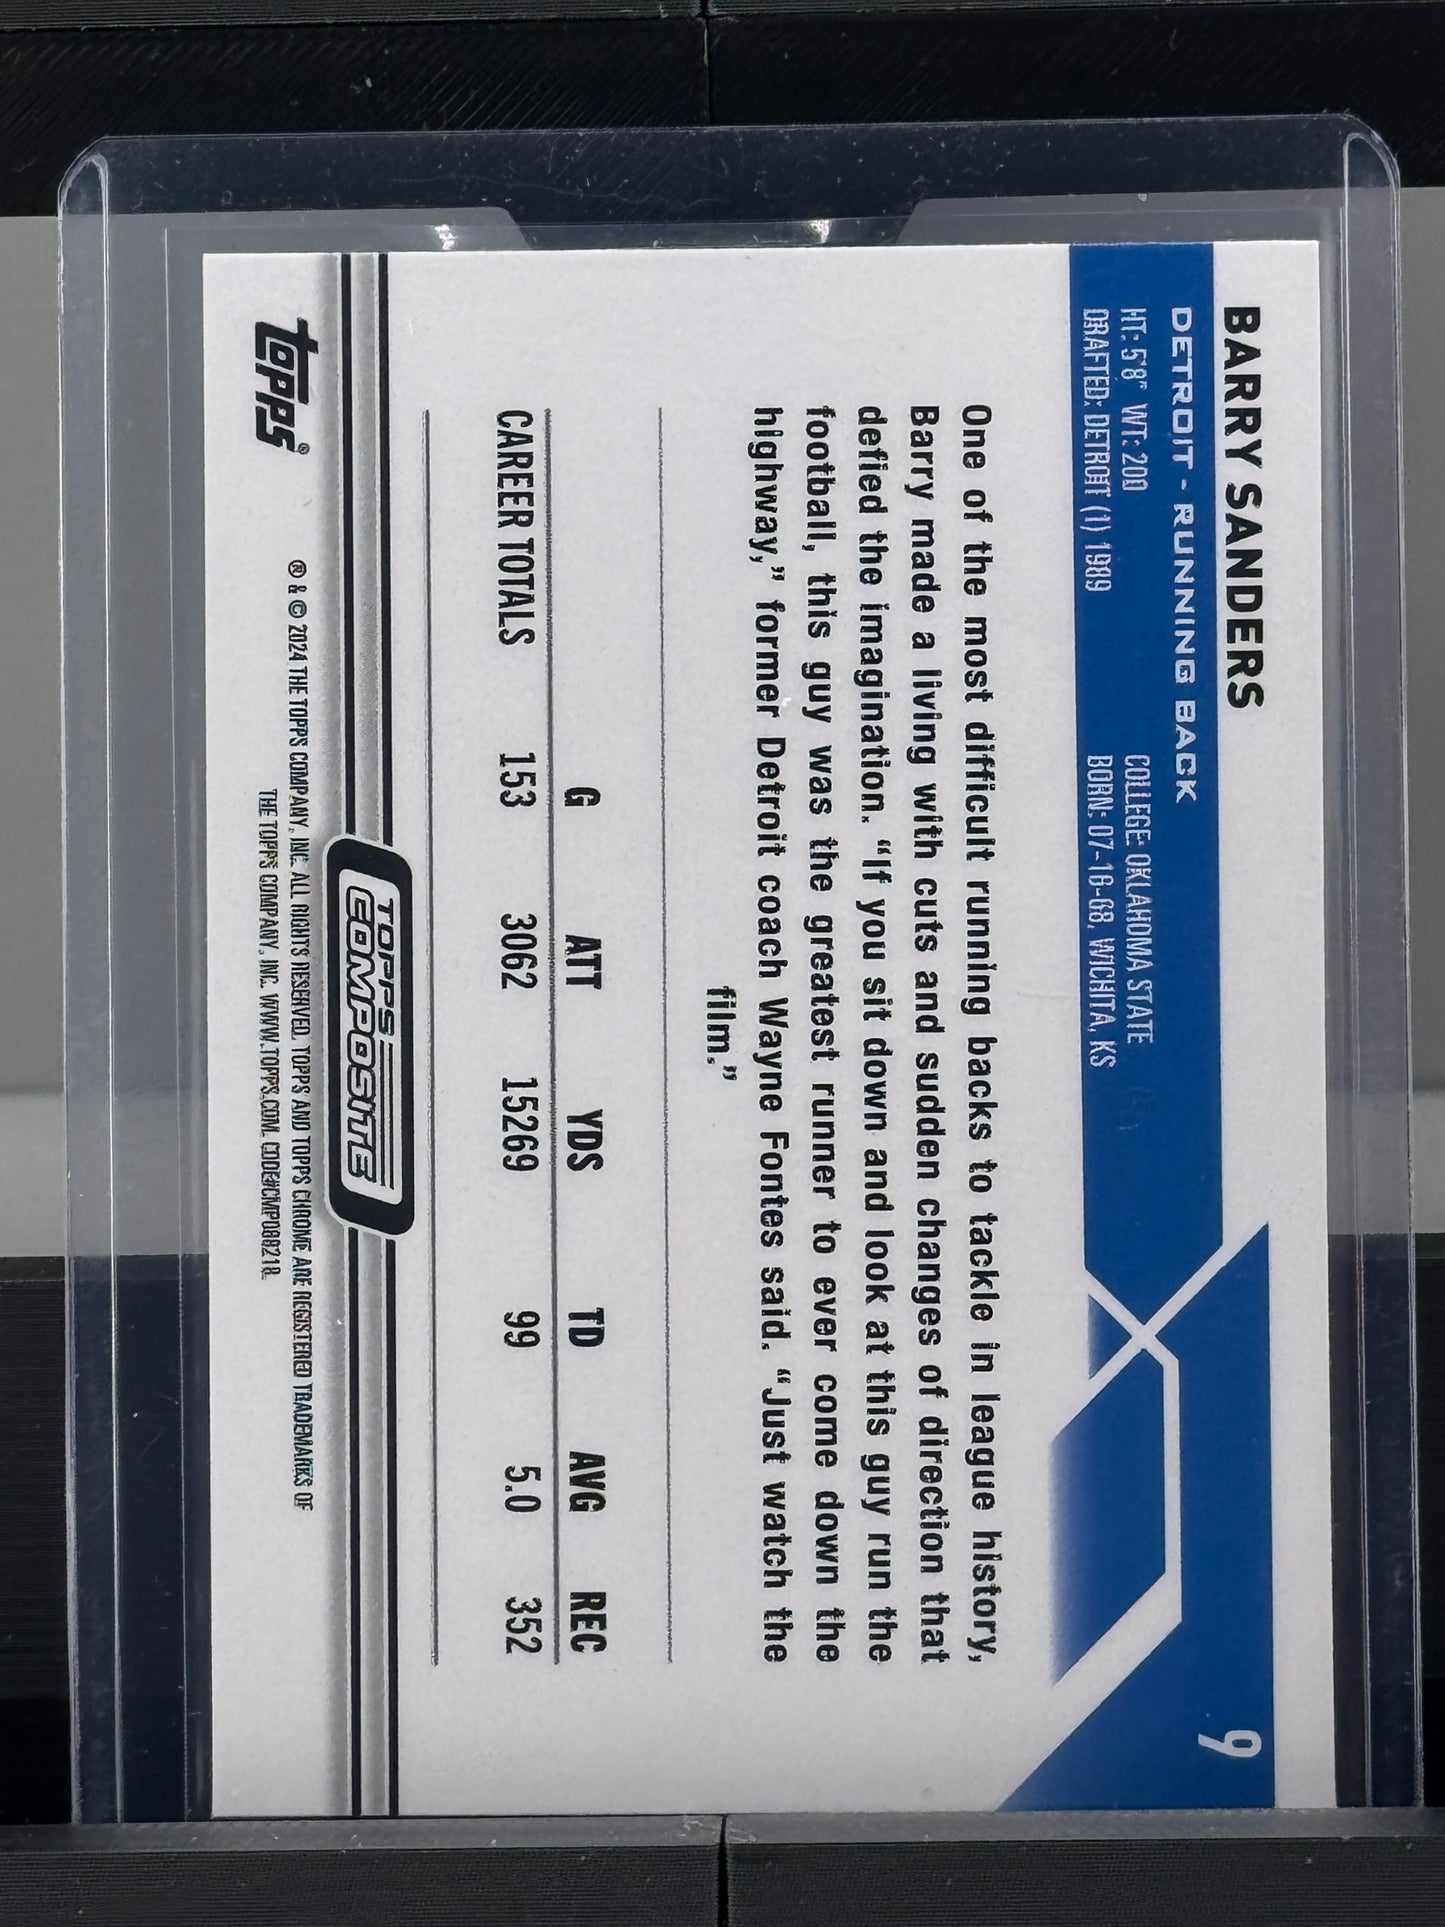 BARRY SANDERS
9
DETROIT - RUNNING BACK
HT: 5'8" WT: 200 COLLEGE: OKLAHOMA STATE
DRAFTED: DETROIT (1) 1989 BORN: 07-16-68, WICHITA, KS
One of the most difficult running backs to tackle in league history,
Barry made a living with cuts and sudden changes of direction that
defied the imagination. “If you sit down and look at this guy run the
football, this guy was the greatest runner to ever come down the
highway,” former Detroit coach Wayne Fontes said. “Just watch the
film.”
G ATT YDS TD AVG REC
CAREER TOTALS 153 3062 15269 99 5.0 352
TOPPS
COMPOSITE
topps®
® & © 2024 THE TOPPS COMPANY, INC. ALL RIGHTS RESERVED. TOPPS AND TOPPS CHROME ARE REGISTERED TRADEMARKS OF
THE TOPPS COMPANY, INC. WWW.TOPPS.COM. CODE#CMP089218